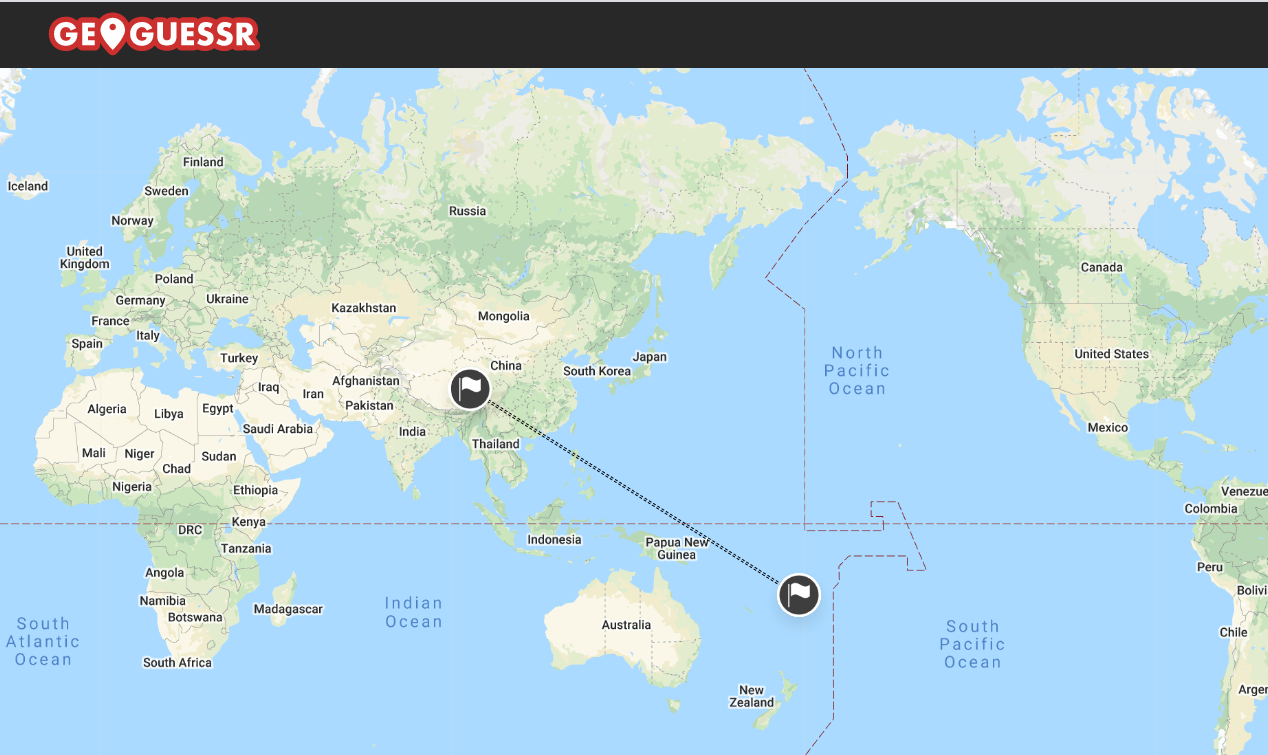 GEOGUESSR
Iceland
Finland
Sweden
Norway
Russia
United
Kingdom
Poland
Germany
Ukraine
France
Italy
Spain
Turkey
Kazakhstan
Mongolia
China
Japan
South Korea
Afghanistan
Iraq
Iran
Pakistan
Algeria
Libya
Egypt
Saudi Arabia
India
Thailand
Mali
Niger
Chad
Sudan
Nigeria
Ethiopia
DRC
Kenya
Tanzania
Angola
Namibia
Botswana
Madagascar
South Africa
Indonesia
Papua New
Guinea
Australia
New
Zealand
South
Atlantic
Ocean
Indian
Ocean
North
Pacific
Ocean
South
Pacific
Ocean
Canada
United States
Mexico
Venezue
Colombia
Peru
Bolivi
Chile
Arger